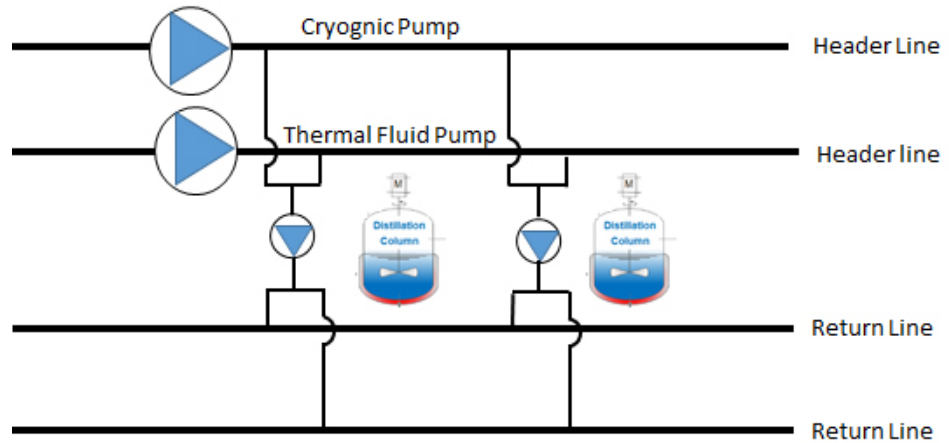 Cryognic Pump
Header Line
Thermal Fluid Pump
Header line
M
Distillation
Column
M
Distillation
Column
Return Line
Return Line